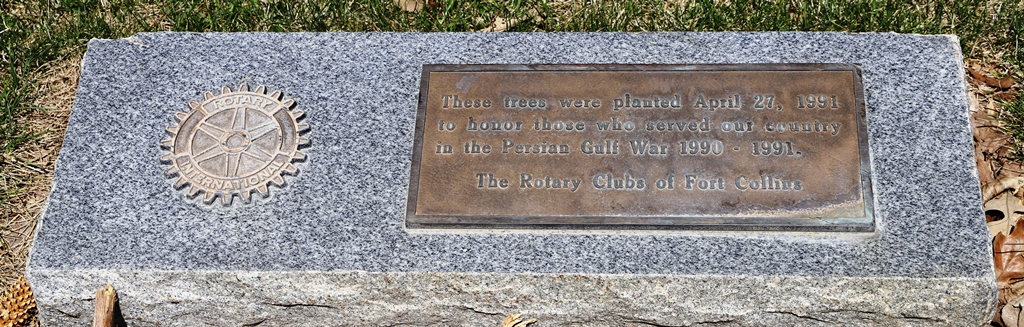 ROTARY
INTERNATIONAL
These trees were planted April 27, 1991
to honor those who served our country
in the Persian Gulf War 1990 - 1991.
The Rotary Clubs of Fort Collins